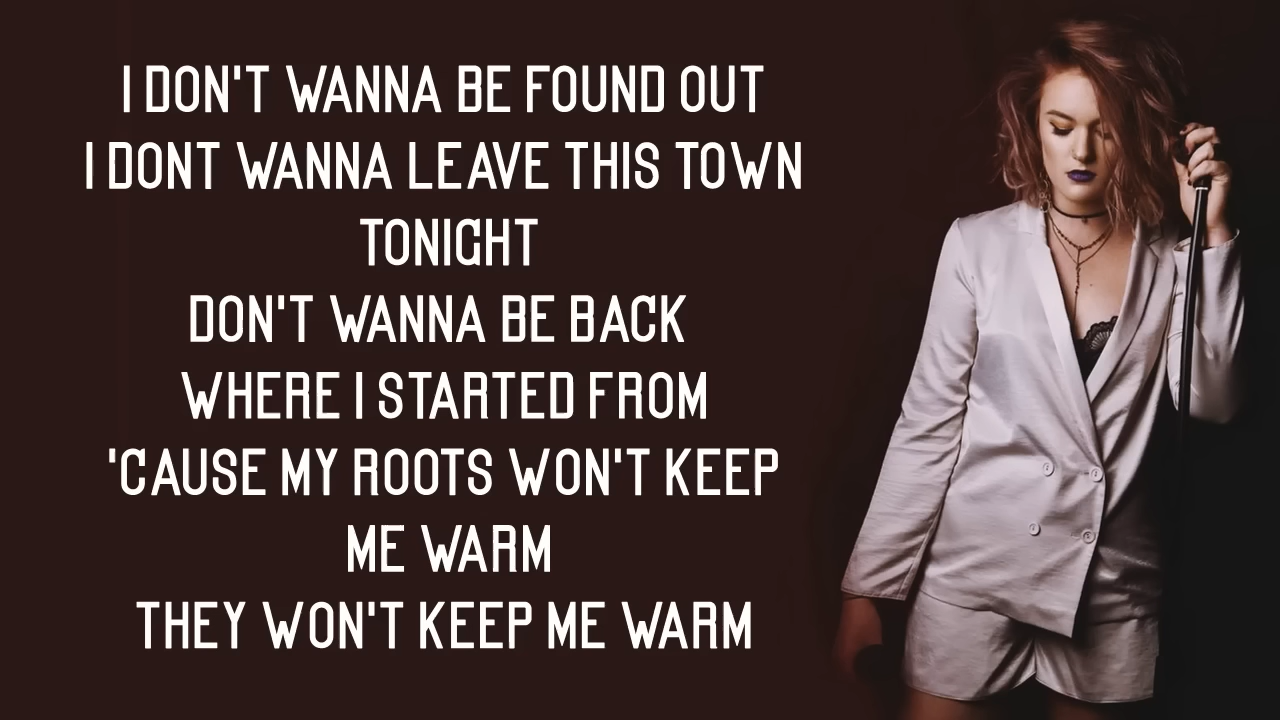 I DON'T WANNA BE FOUND OUT
I DONT WANNA LEAVE THIS TOWN
TONIGHT
DON'T WANNA BE BACK
WHERE I STARTED FROM
'CAUSE MY ROOTS WON'T KEEP
ME WARM
THEY WON'T KEEP ME WARM